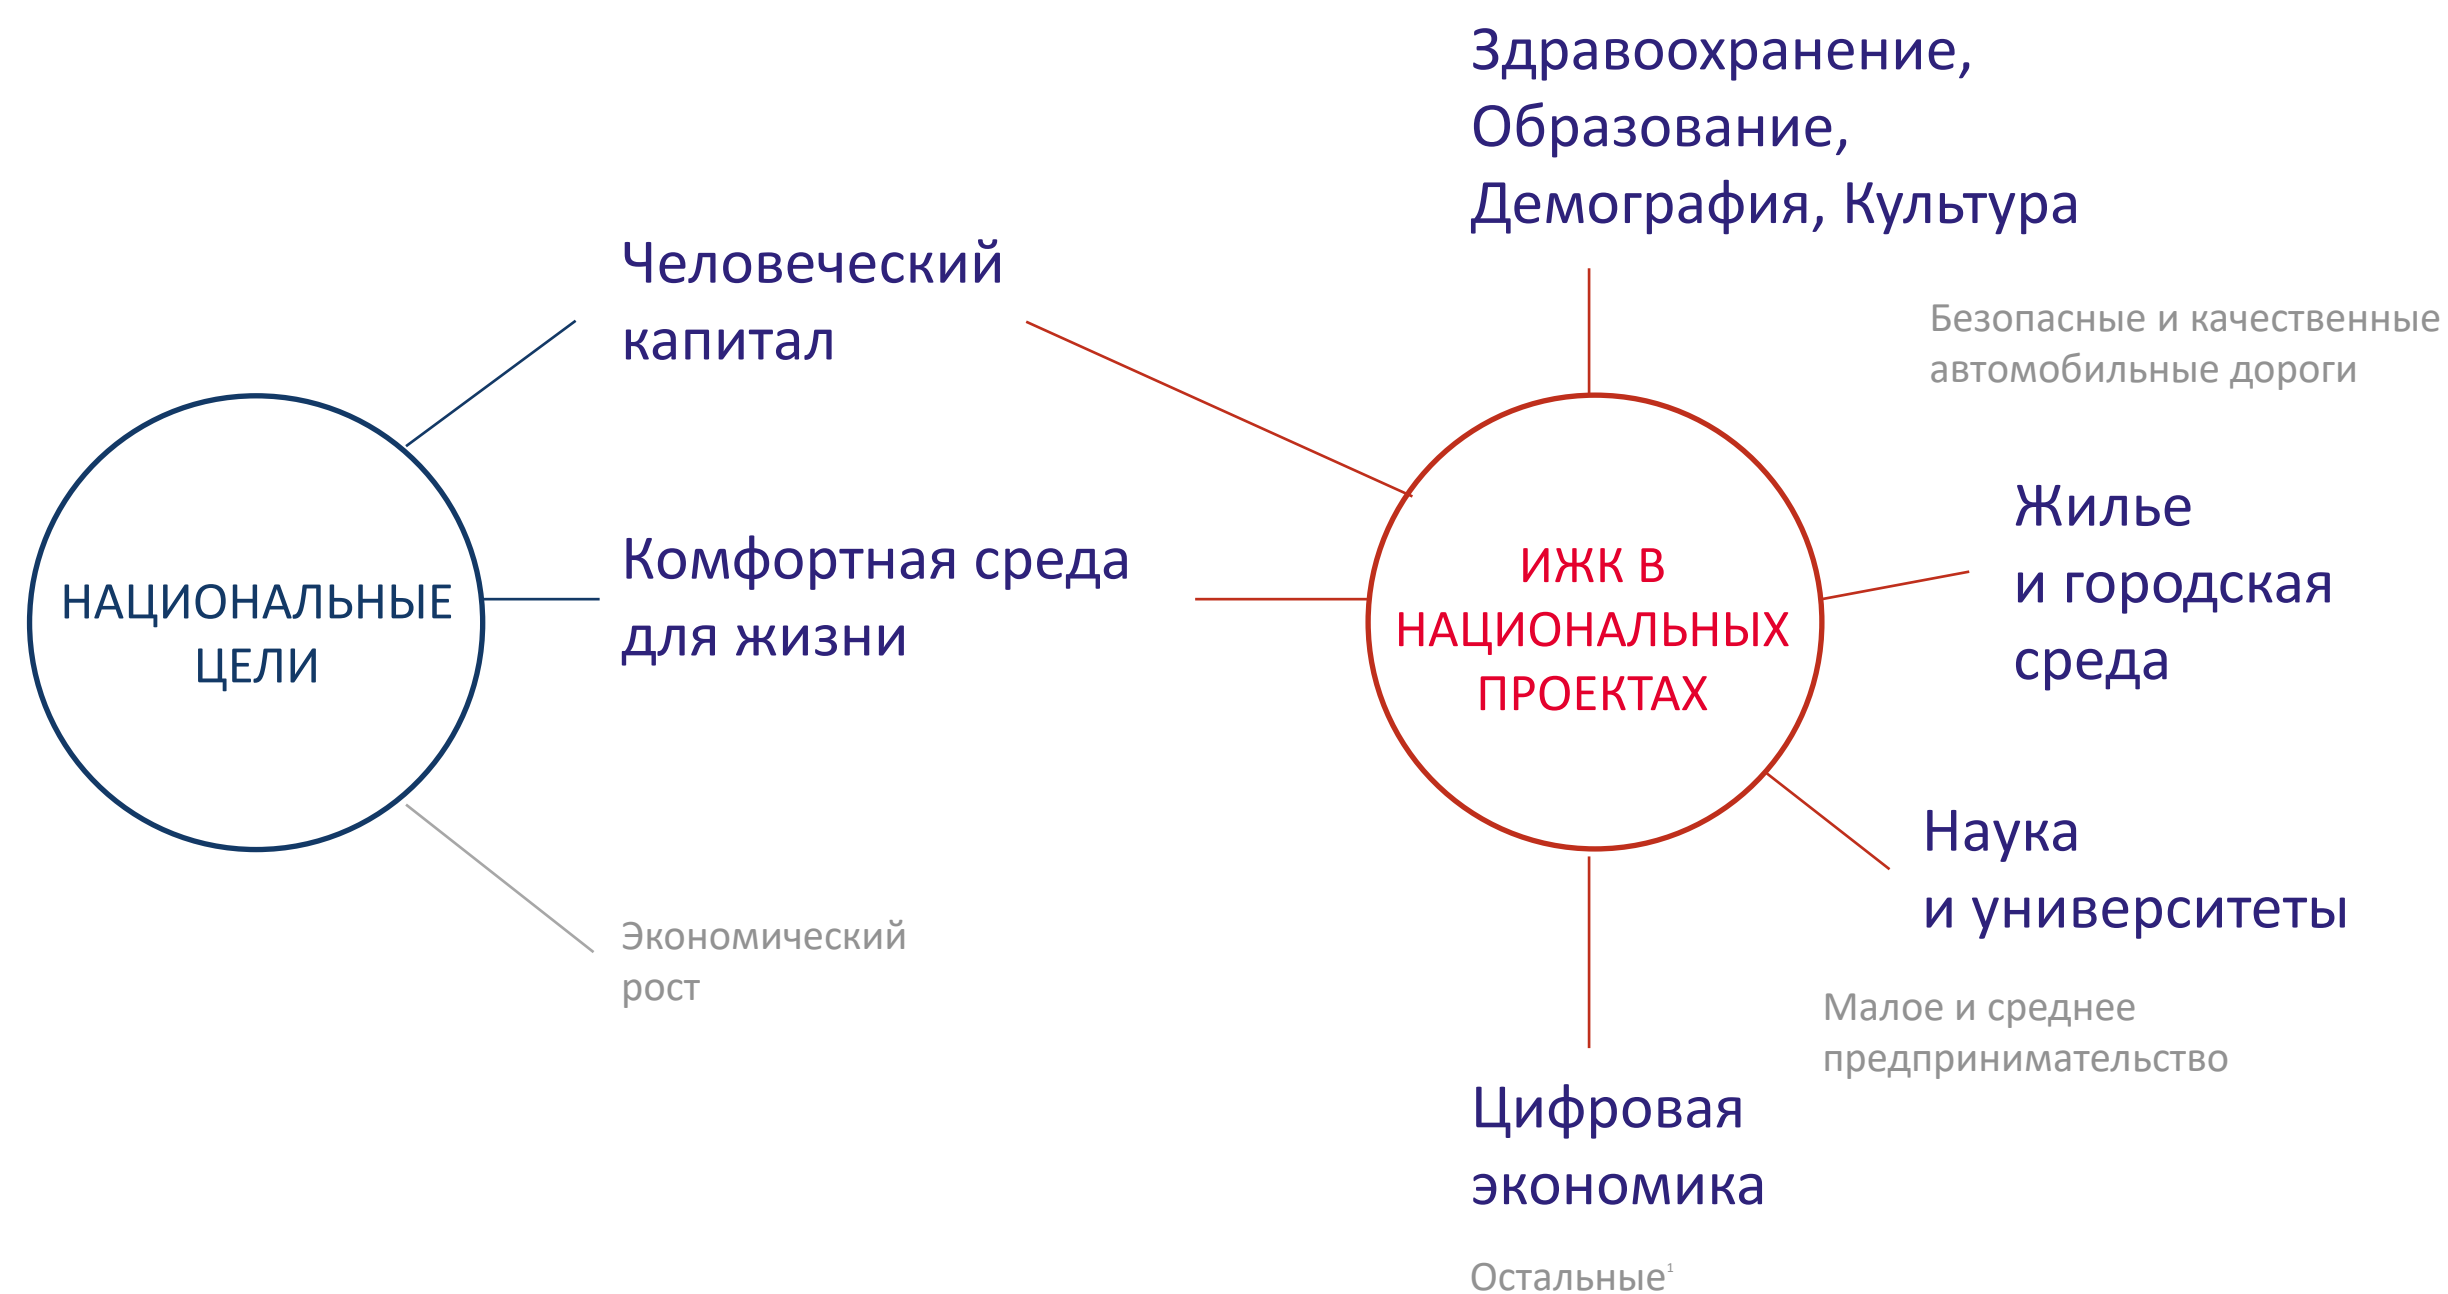 НАЦИОНАЛЬНЫЕ
ЦЕЛИ
Человеческий
капитал
Комфортная среда
для жизни
Экономический
рост
ИЖК В
НАЦИОНАЛЬНЫХ
ПРОЕКТАХ
Здравоохранение,
Образование,
Демография, Культура
Безопасные и качественные
автомобильные дороги
Жилье
и городская
среда
Наука
и университеты
Малое и среднее
предпринимательство
Цифровая
экономика
Остальные¹